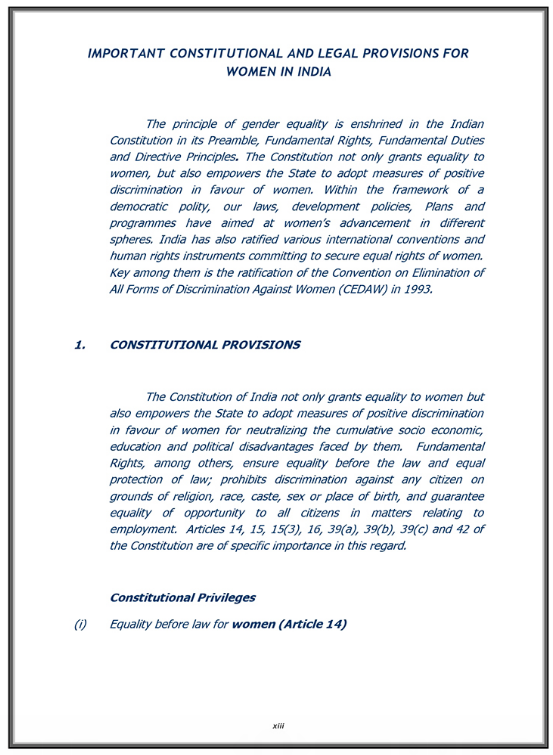 IMPORTANT CONSTITUTIONAL AND LEGAL PROVISIONS FOR
WOMEN IN INDIA
The principle of gender equality is enshrined in the Indian
Constitution in its Preamble, Fundamental Rights, Fundamental Duties
and Directive Principles. The Constitution not only grants equality to
women, but also empowers the State to adopt measures of positive
discrimination in favour of women. Within the framework of a
democratic polity, our laws, development policies, Plans and
programmes have aimed at women's advancement in different
spheres. India has also ratified various international conventions and
human rights instruments committing to secure equal rights of women.
Key among them is the ratification of the Convention on Elimination of
All Forms of Discrimination Against Women (CEDAW) in 1993.
1. CONSTITUTIONAL PROVISIONS
The Constitution of India not only grants equality to women but
also empowers the State to adopt measures of positive discrimination
in favour of women for neutralizing the cumulative socio economic,
education and political disadvantages faced by them. Fundamental
Rights, among others, ensure equality before the law and equal
protection of law; prohibits discrimination against any citizen on
grounds of religion, race, caste, sex or place of birth, and guarantee
equality of opportunity to all citizens in matters relating to
employment. Articles 14, 15, 15(3), 16, 39(a), 39(b), 39(c) and 42 of
the Constitution are of specific importance in this regard.
Constitutional Privileges
(i) Equality before law for women (Article 14)
xiii